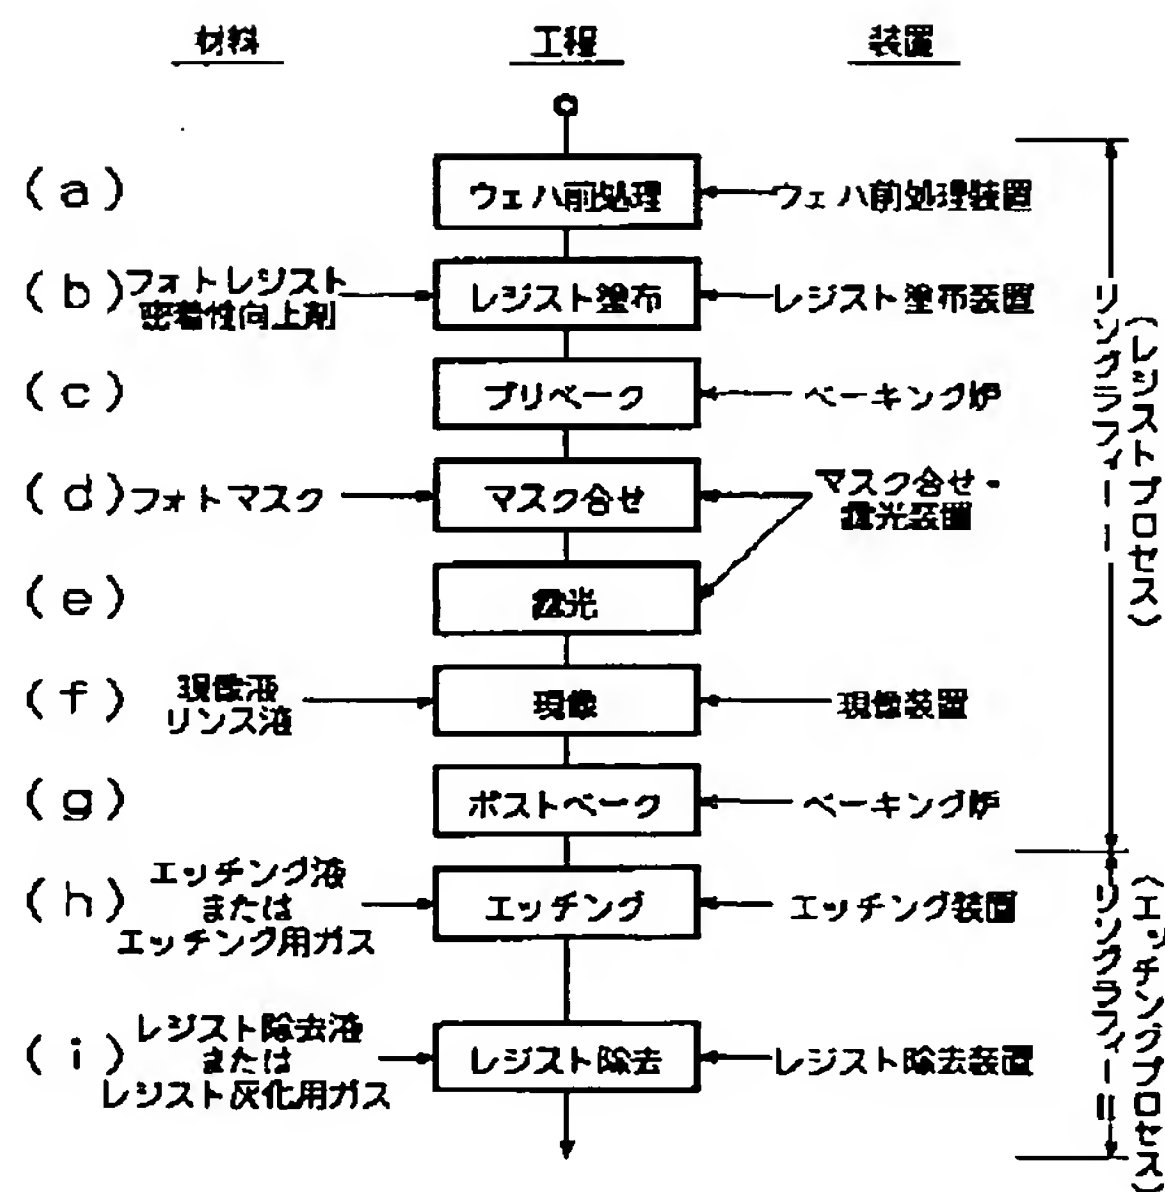 材料 工程 装置
(a) ウェハ前処理 ウェハ前処理装置
(b) フォトレジスト
密着性向上剤 レジスト塗布 レジスト塗布装置
(c) プリベーク ベーキング炉
(d) フォトマスク マスク合せ マスク合せ・
露光装置
(e) 露光
(f) 現像液
リンス液 現像 現像装置
(g) ポストベーク ベーキング炉
(h) エッチング液
または
エッチング用ガス エッチング エッチング装置
(i) レジスト除去液
または
レジスト灰化用ガス レジスト除去 レジスト除去装置
リソグラフィーI
(レジストプロセス)
リソグラフィーII
(エッチングプロセス)